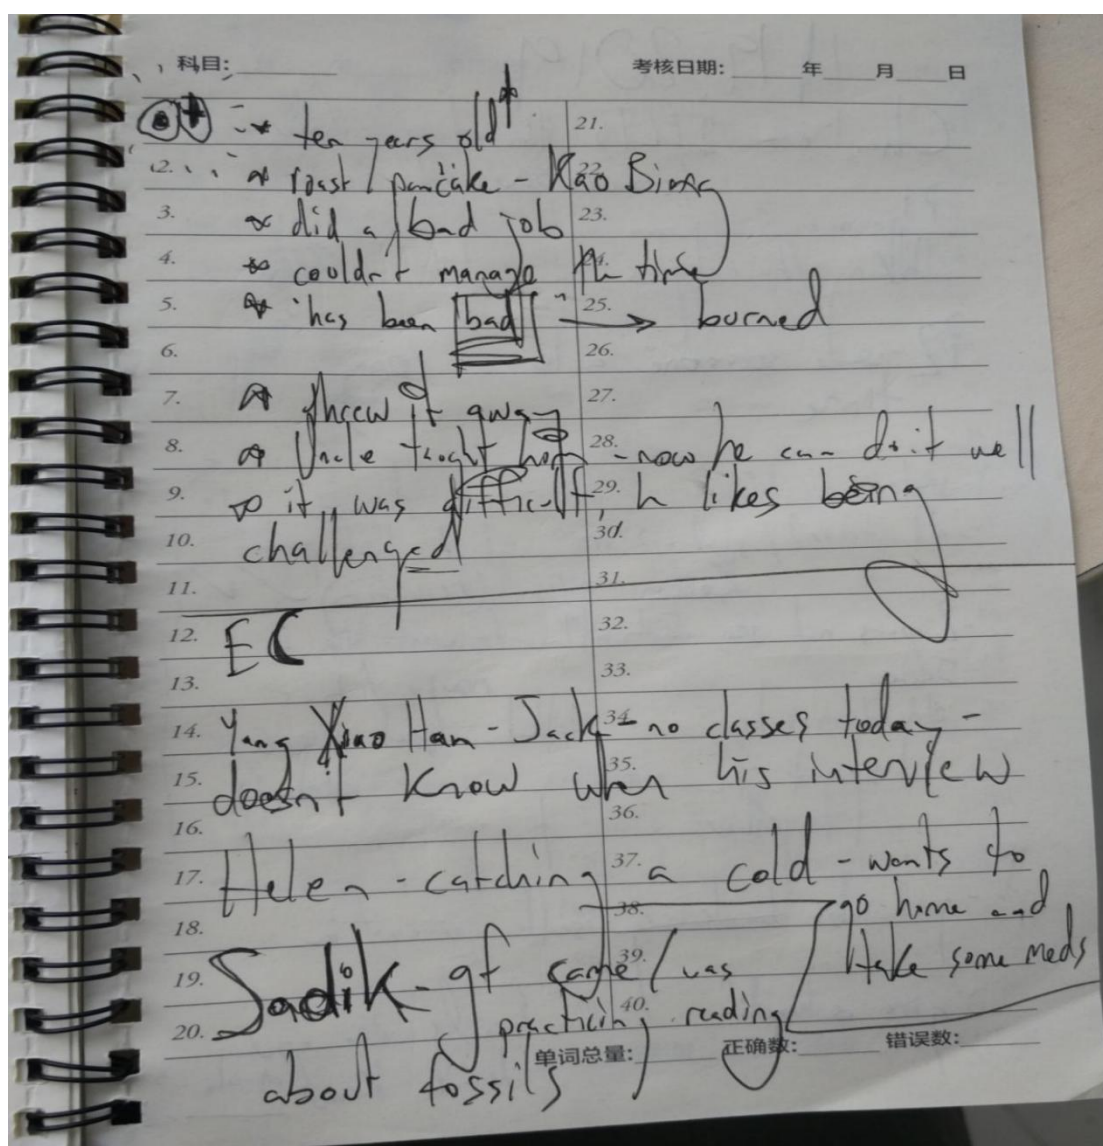 科目: 考核日期: 年 月 日
ten years old 21.
2. roast / pancake - Kao Bing 22.
3. did a bad job 23.
4. couldn't manage th time 24.
5. has been bad → burned 25.
6. 26.
7. threw it away 27.
8. Uncle taught him - now he can do it well 28.
9. it was difficult, h likes being 29.
10. challenged 30.
11. 31.
12. EC 32.
13. 33.
14. Yang Xiao Han - Jack - no classes today - 34.
15. doesn't know when his interview 35.
16. 36.
17. Helen - catching a cold - wants to 37.
18. go home and 38.
19. Sadik - gf came / was take some meds 39.
20. practicing reading 40.
about fossils
单词总量: 正确数: 错误数: